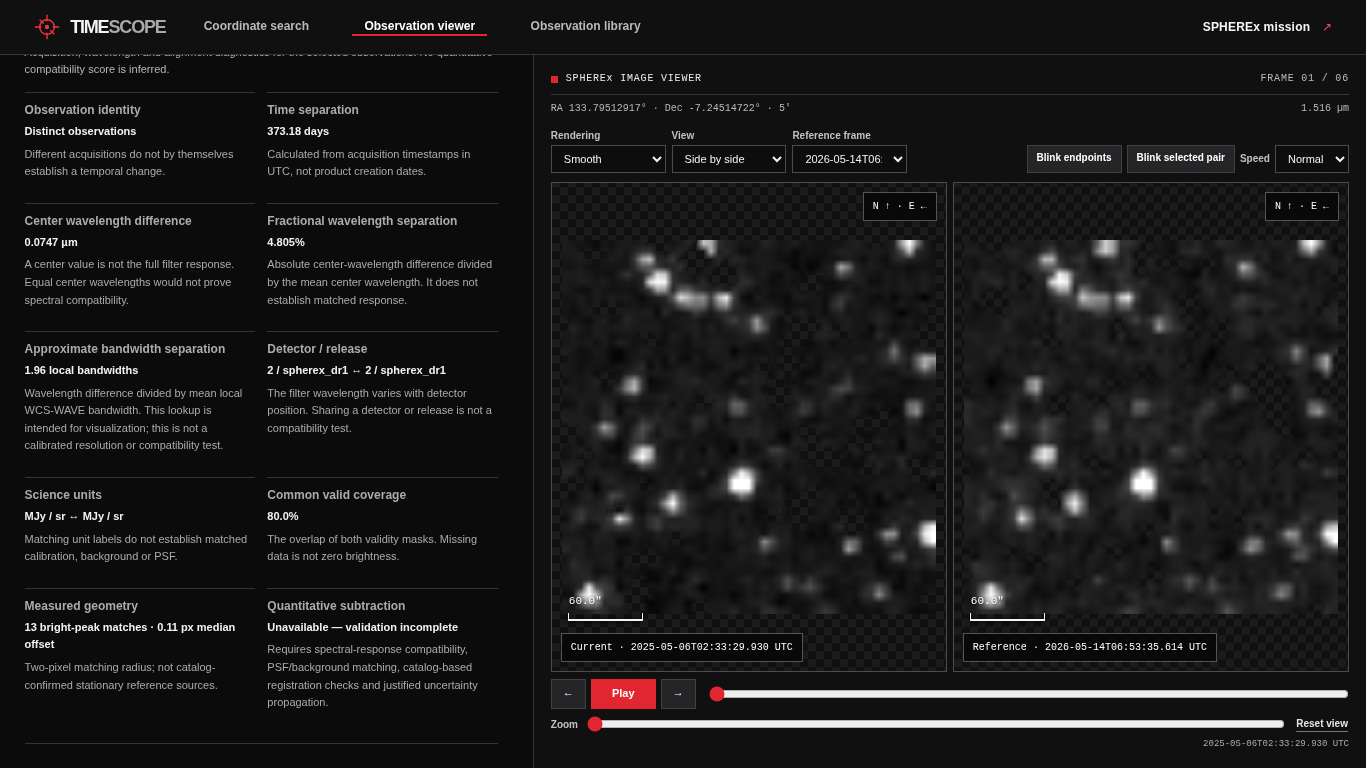 TIMESCOPE
Coordinate search
Observation viewer
Observation library
SPHEREx mission ↗
Acquisition, wavelength and alignment diagnostics for the selected observations. No quantitative
compatibility score is inferred.
Observation identity
Distinct observations
Different acquisitions do not by themselves
establish a temporal change.
Time separation
373.18 days
Calculated from acquisition timestamps in
UTC, not product creation dates.
Center wavelength difference
0.0747 µm
A center value is not the full filter response.
Equal center wavelengths would not prove
spectral compatibility.
Fractional wavelength separation
4.805%
Absolute center-wavelength difference divided
by the mean center wavelength. It does not
establish matched response.
Approximate bandwidth separation
1.96 local bandwidths
Wavelength difference divided by mean local
WCS-WAVE bandwidth. This lookup is
intended for visualization; this is not a
calibrated resolution or compatibility test.
Detector / release
2 / spherex_dr1 ↔ 2 / spherex_dr1
The filter wavelength varies with detector
position. Sharing a detector or release is not a
compatibility test.
Science units
MJy / sr ↔ MJy / sr
Matching unit labels do not establish matched
calibration, background or PSF.
Common valid coverage
80.0%
The overlap of both validity masks. Missing
data is not zero brightness.
Measured geometry
13 bright-peak matches · 0.11 px median
offset
Two-pixel matching radius; not catalog-
confirmed stationary reference sources.
Quantitative subtraction
Unavailable — validation incomplete
Requires spectral-response compatibility,
PSF/background matching, catalog-based
registration checks and justified uncertainty
propagation.
SPHEREx IMAGE VIEWER
FRAME 01 / 06
RA 133.79512917° · Dec -7.24514722° · 5'
1.516 µm
Rendering
Smooth
View
Side by side
Reference frame
2026-05-14T06:
Blink endpoints
Blink selected pair
Speed
Normal
N ↑ · E ←
60.0"
Current · 2025-05-06T02:33:29.930 UTC
N ↑ · E ←
60.0"
Reference · 2026-05-14T06:53:35.614 UTC
←
Play
→
Zoom
Reset view
2025-05-06T02:33:29.930 UTC